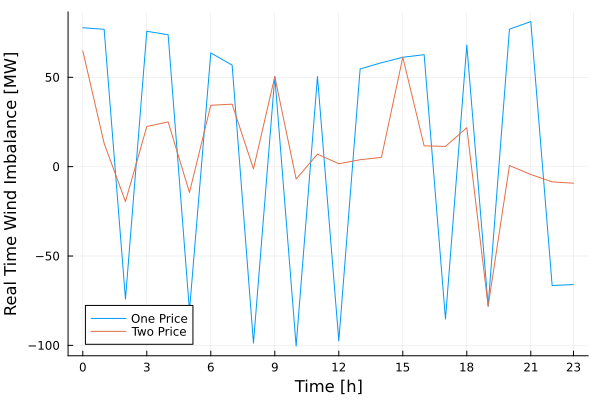 Real Time Wind Imbalance [MW]
50
0
−50
−100
One Price
Two Price
0 3 6 9 12 15 18 21 23
Time [h]